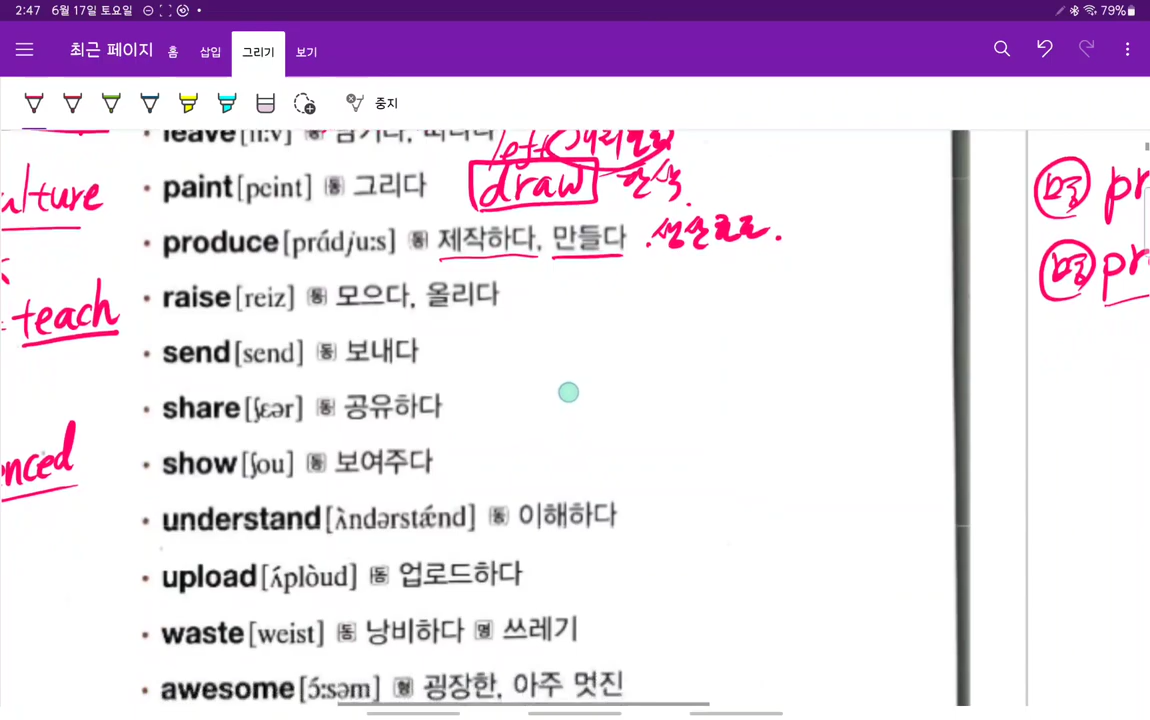 2:47 6월 17일 토요일 79%
최근 페이지 홈 삽입 그리기 보기
중지
leave[li:v] 동 남기다, 떠나다 left
paint[peint] 동 그리다 draw
produce[prádju:s] 동 제작하다, 만들다
raise[reiz] 동 모으다, 올리다
send[send] 동 보내다
share[ʃɛər] 동 공유하다
show[ʃou] 동 보여주다
understand[ʌ̀ndərstǽnd] 동 이해하다
upload[ʌ́plòud] 동 업로드하다
waste[weist] 동 낭비하다 명 쓰레기
awesome[ɔ́:səm] 형 굉장한, 아주 멋진
ulture
teach
enced
명 pr
명 pr